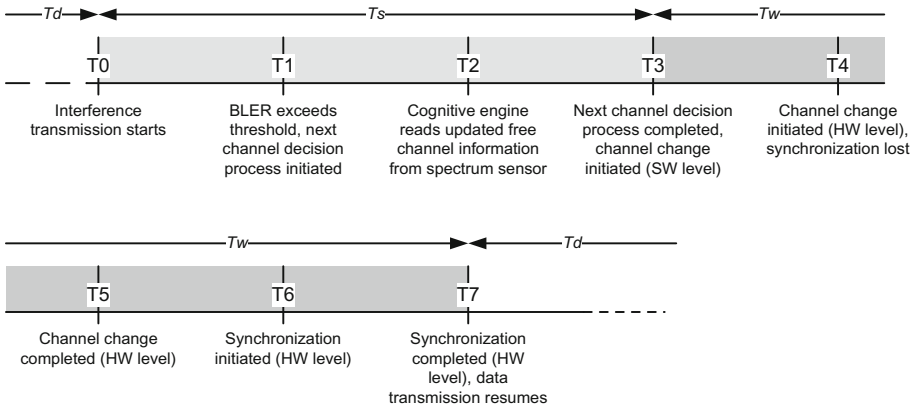 Td Ts Tw
T0 T1 T2 T3 T4
Interference
transmission starts
BLER exceeds
threshold, next
channel decision
process initiated
Cognitive engine
reads updated free
channel information
from spectrum sensor
Next channel decision
process completed,
channel change
initiated (SW level)
Channel change
initiated (HW level),
synchronization lost
Tw Td
T5 T6 T7
Channel change
completed (HW level)
Synchronization
initiated (HW level)
Synchronization
completed (HW
level), data
transmission resumes